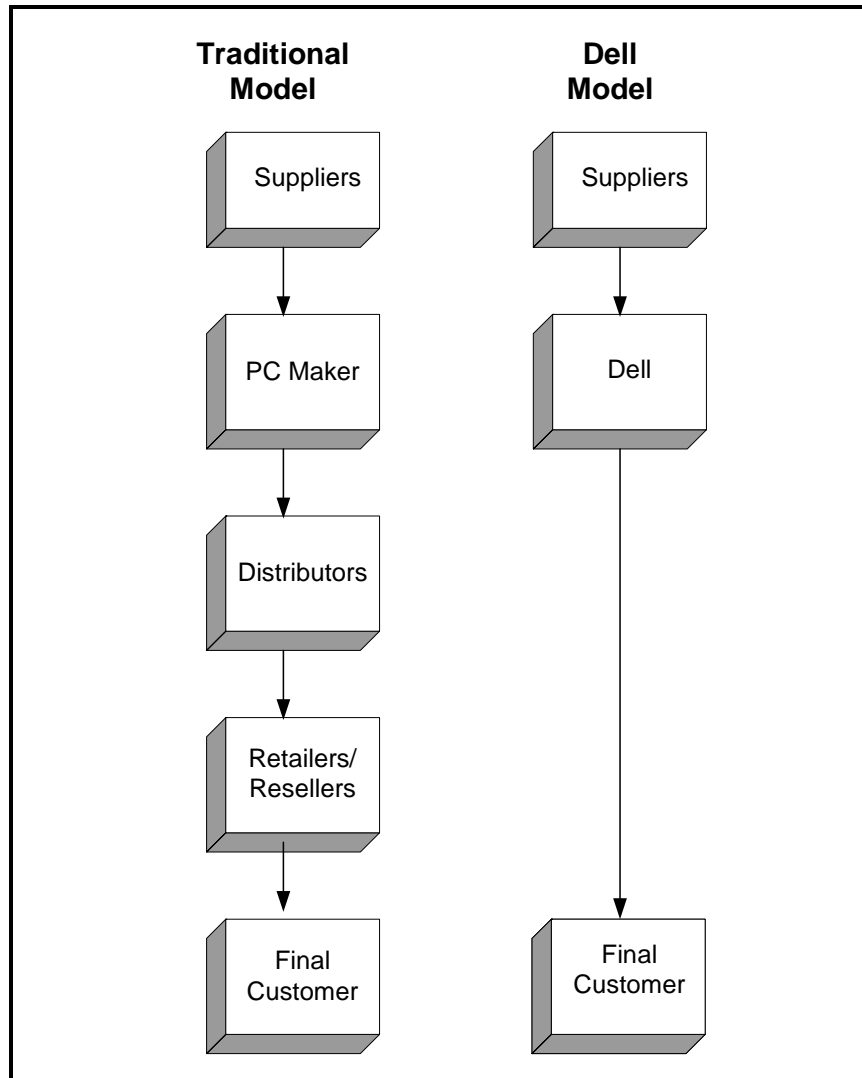 Traditional
Model
Suppliers
PC Maker
Distributors
Retailers/
Resellers
Final
Customer
Dell
Model
Suppliers
Dell
Final
Customer